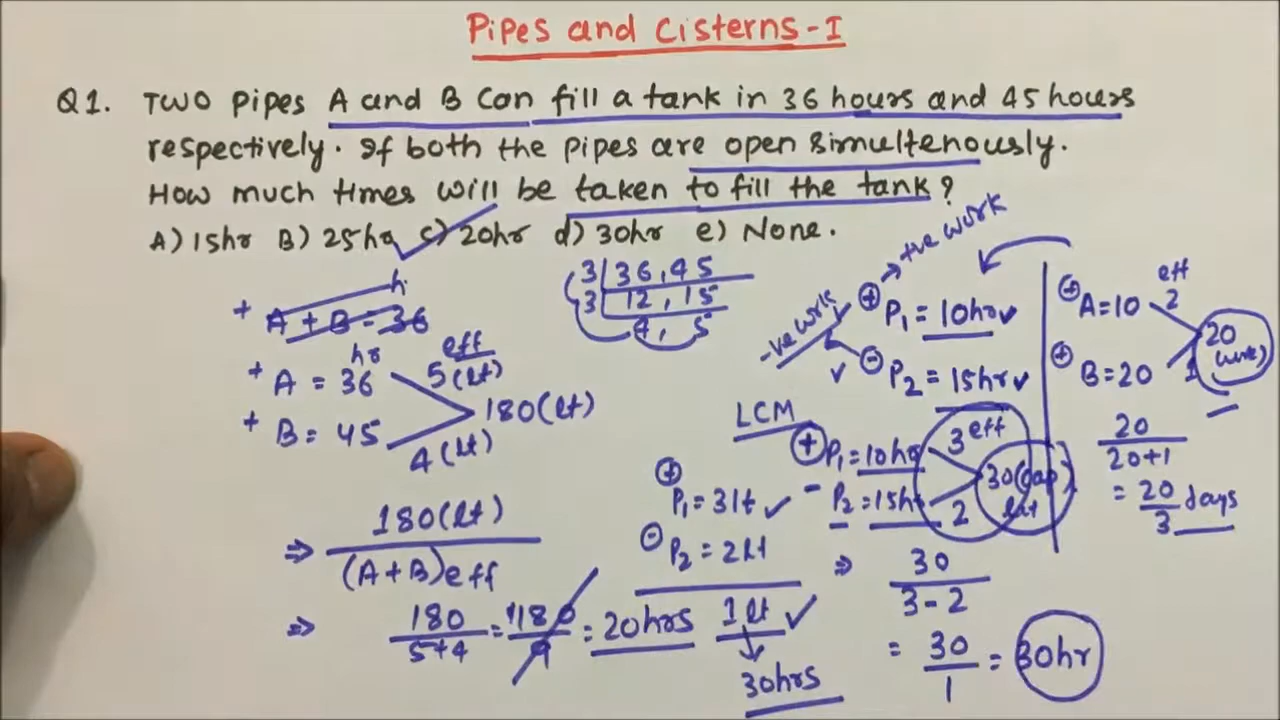 Pipes and Cisterns-I
Q1. Two pipes A and B Can fill a tank in 36 hours and 45 hours
respectively. If both the pipes are open simultenously.
How much times will be taken to fill the tank?
A) 15hr B) 25hr c) 20hr d) 30hr e) None.
h
+ A + B = 36
hr eff
+ A = 36 5(lt)
180(lt)
+ B = 45 4(lt)
⇒ 180(lt)
(A+B)eff
⇒ 180 = 180 = 20hrs
5+4 9
3 | 36, 45
3 | 12, 15
4, 5
+ve work
-ve work
⊕ → P₁ = 10hr
⊖ P₂ = 15hr
LCM
⊕ P₁ = 10hr 3 eff
30(cap)
lit
- P₂ = 15hr 2
⊕
P₁ = 3lt
⊖ P₂ = 2lt
1lt
30hrs
⇒ 30
3-2
= 30 = 30hr
1
eff
⊕ A = 10 2
20
(work)
⊕ B = 20 1
20
20+1
= 20 days
3